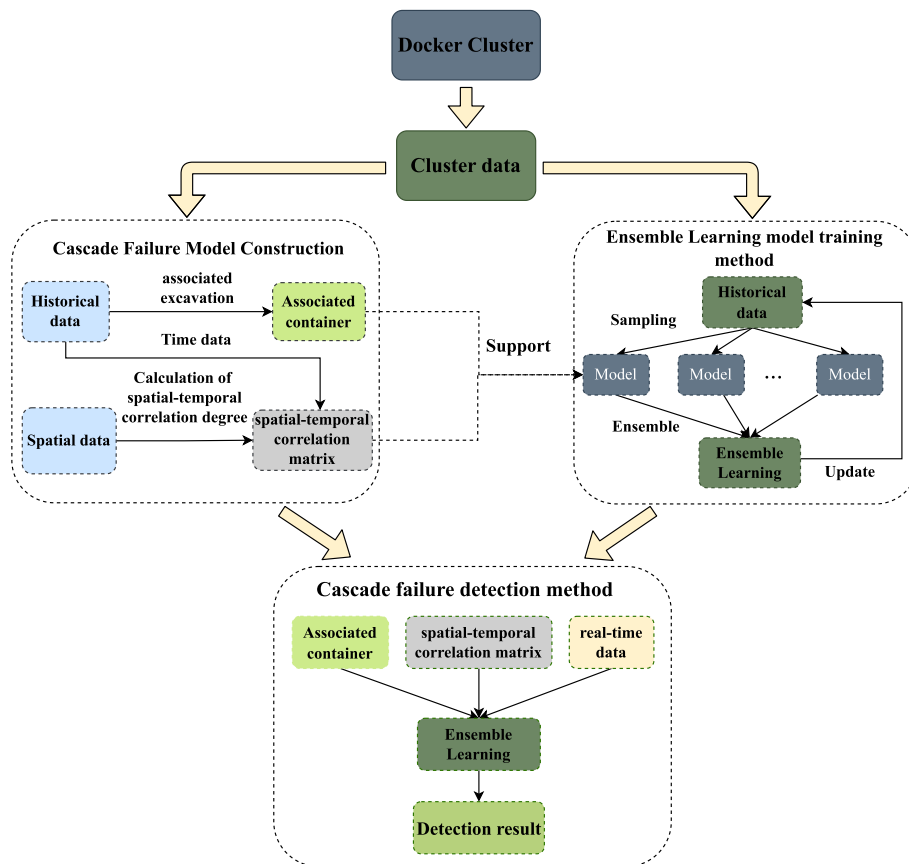 Docker Cluster
Cluster data
Cascade Failure Model Construction
Historical
data
associated
excavation
Associated
container
Time data
Calculation of
spatial-temporal
correlation degree
Spatial data
spatial-temporal
correlation
matrix
Support
Ensemble Learning model training
method
Historical
data
Sampling
Model
Model
...
Model
Ensemble
Ensemble
Learning
Update
Cascade failure detection method
Associated
container
spatial-temporal
correlation matrix
real-time
data
Ensemble
Learning
Detection result